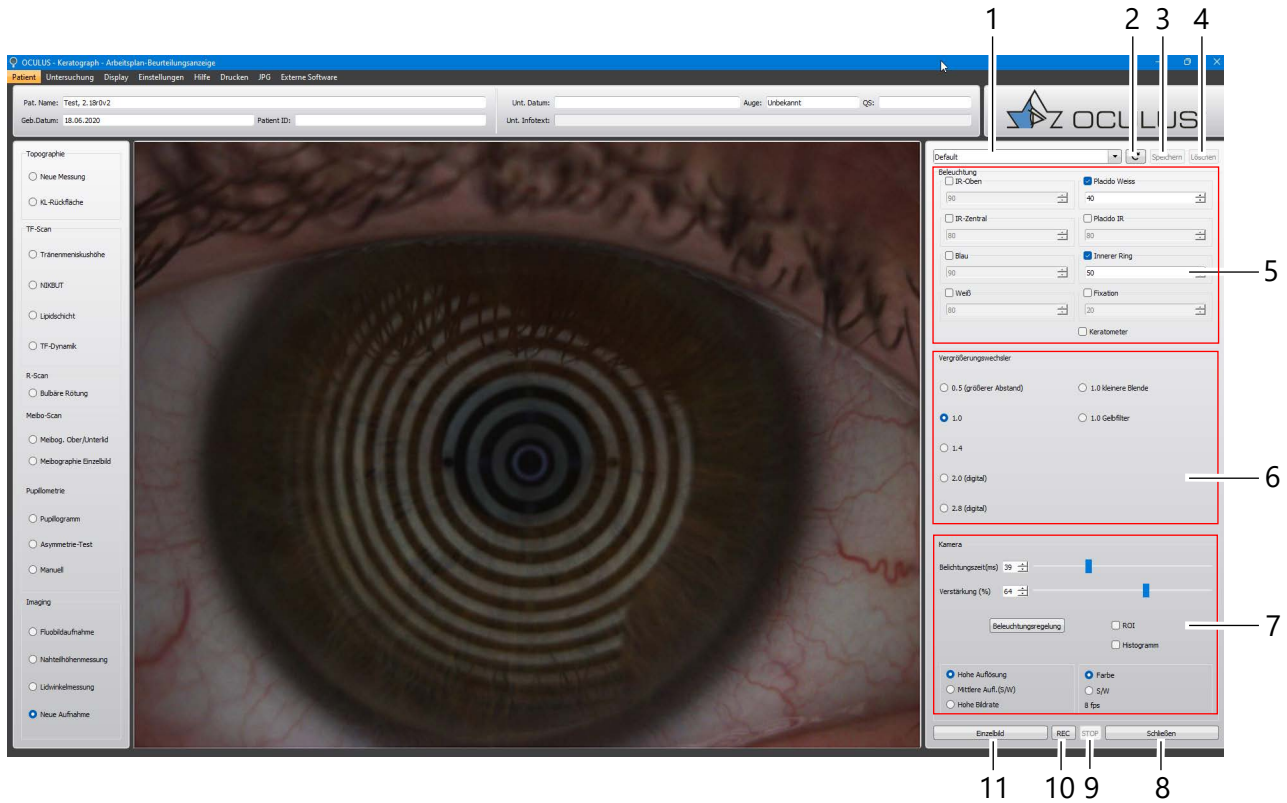 1 2 3 4
OCULUS - Keratograph - Arbeitsplan-Beurteilungsanzeige
Patient Untersuchung Display Einstellungen Hilfe Drucken JPG Externe Software
Pat. Name: Test, 2.18r0v2 Unt. Datum: Auge: Unbekannt QS:
Geb.Datum: 18.06.2020 Patient ID: Unt. Infotext:
OCULUS
Topographie
Neue Messung
KL-Rückfläche
TF-Scan
Tränenmeniskushöhe
NIKBUT
Lipidschicht
TF-Dynamik
R-Scan
Bulbäre Rötung
Meibo-Scan
Meibog. Ober/Unterlid
Meibographie Einzelbild
Pupillometrie
Pupillogramm
Asymmetrie-Test
Manuell
Imaging
Fluobildaufnahme
Nahteilhöhenmessung
Lidwinkelmessung
Neue Aufnahme
Default Speichern Löschen
Beleuchtung
IR-Oben Placido Weiss
90 40
IR-Zentral Placido IR
80 80
Blau Innerer Ring
90 50 5
Weiß Fixation
80 20
Keratometer
Vergrößerungswechsler
0.5 (größerer Abstand) 1.0 kleinere Blende
1.0 1.0 Gelbfilter
1.4
2.0 (digital) 6
2.8 (digital)
Kamera
Belichtungszeit(ms) 39
Verstärkung (%) 64
Beleuchtungsregelung ROI 7
Histogramm
Hohe Auflösung Farbe
Mittlere Aufl.(S/W) S/W
Hohe Bildrate 8 fps
Einzelbild REC STOP Schließen
11 10 9 8